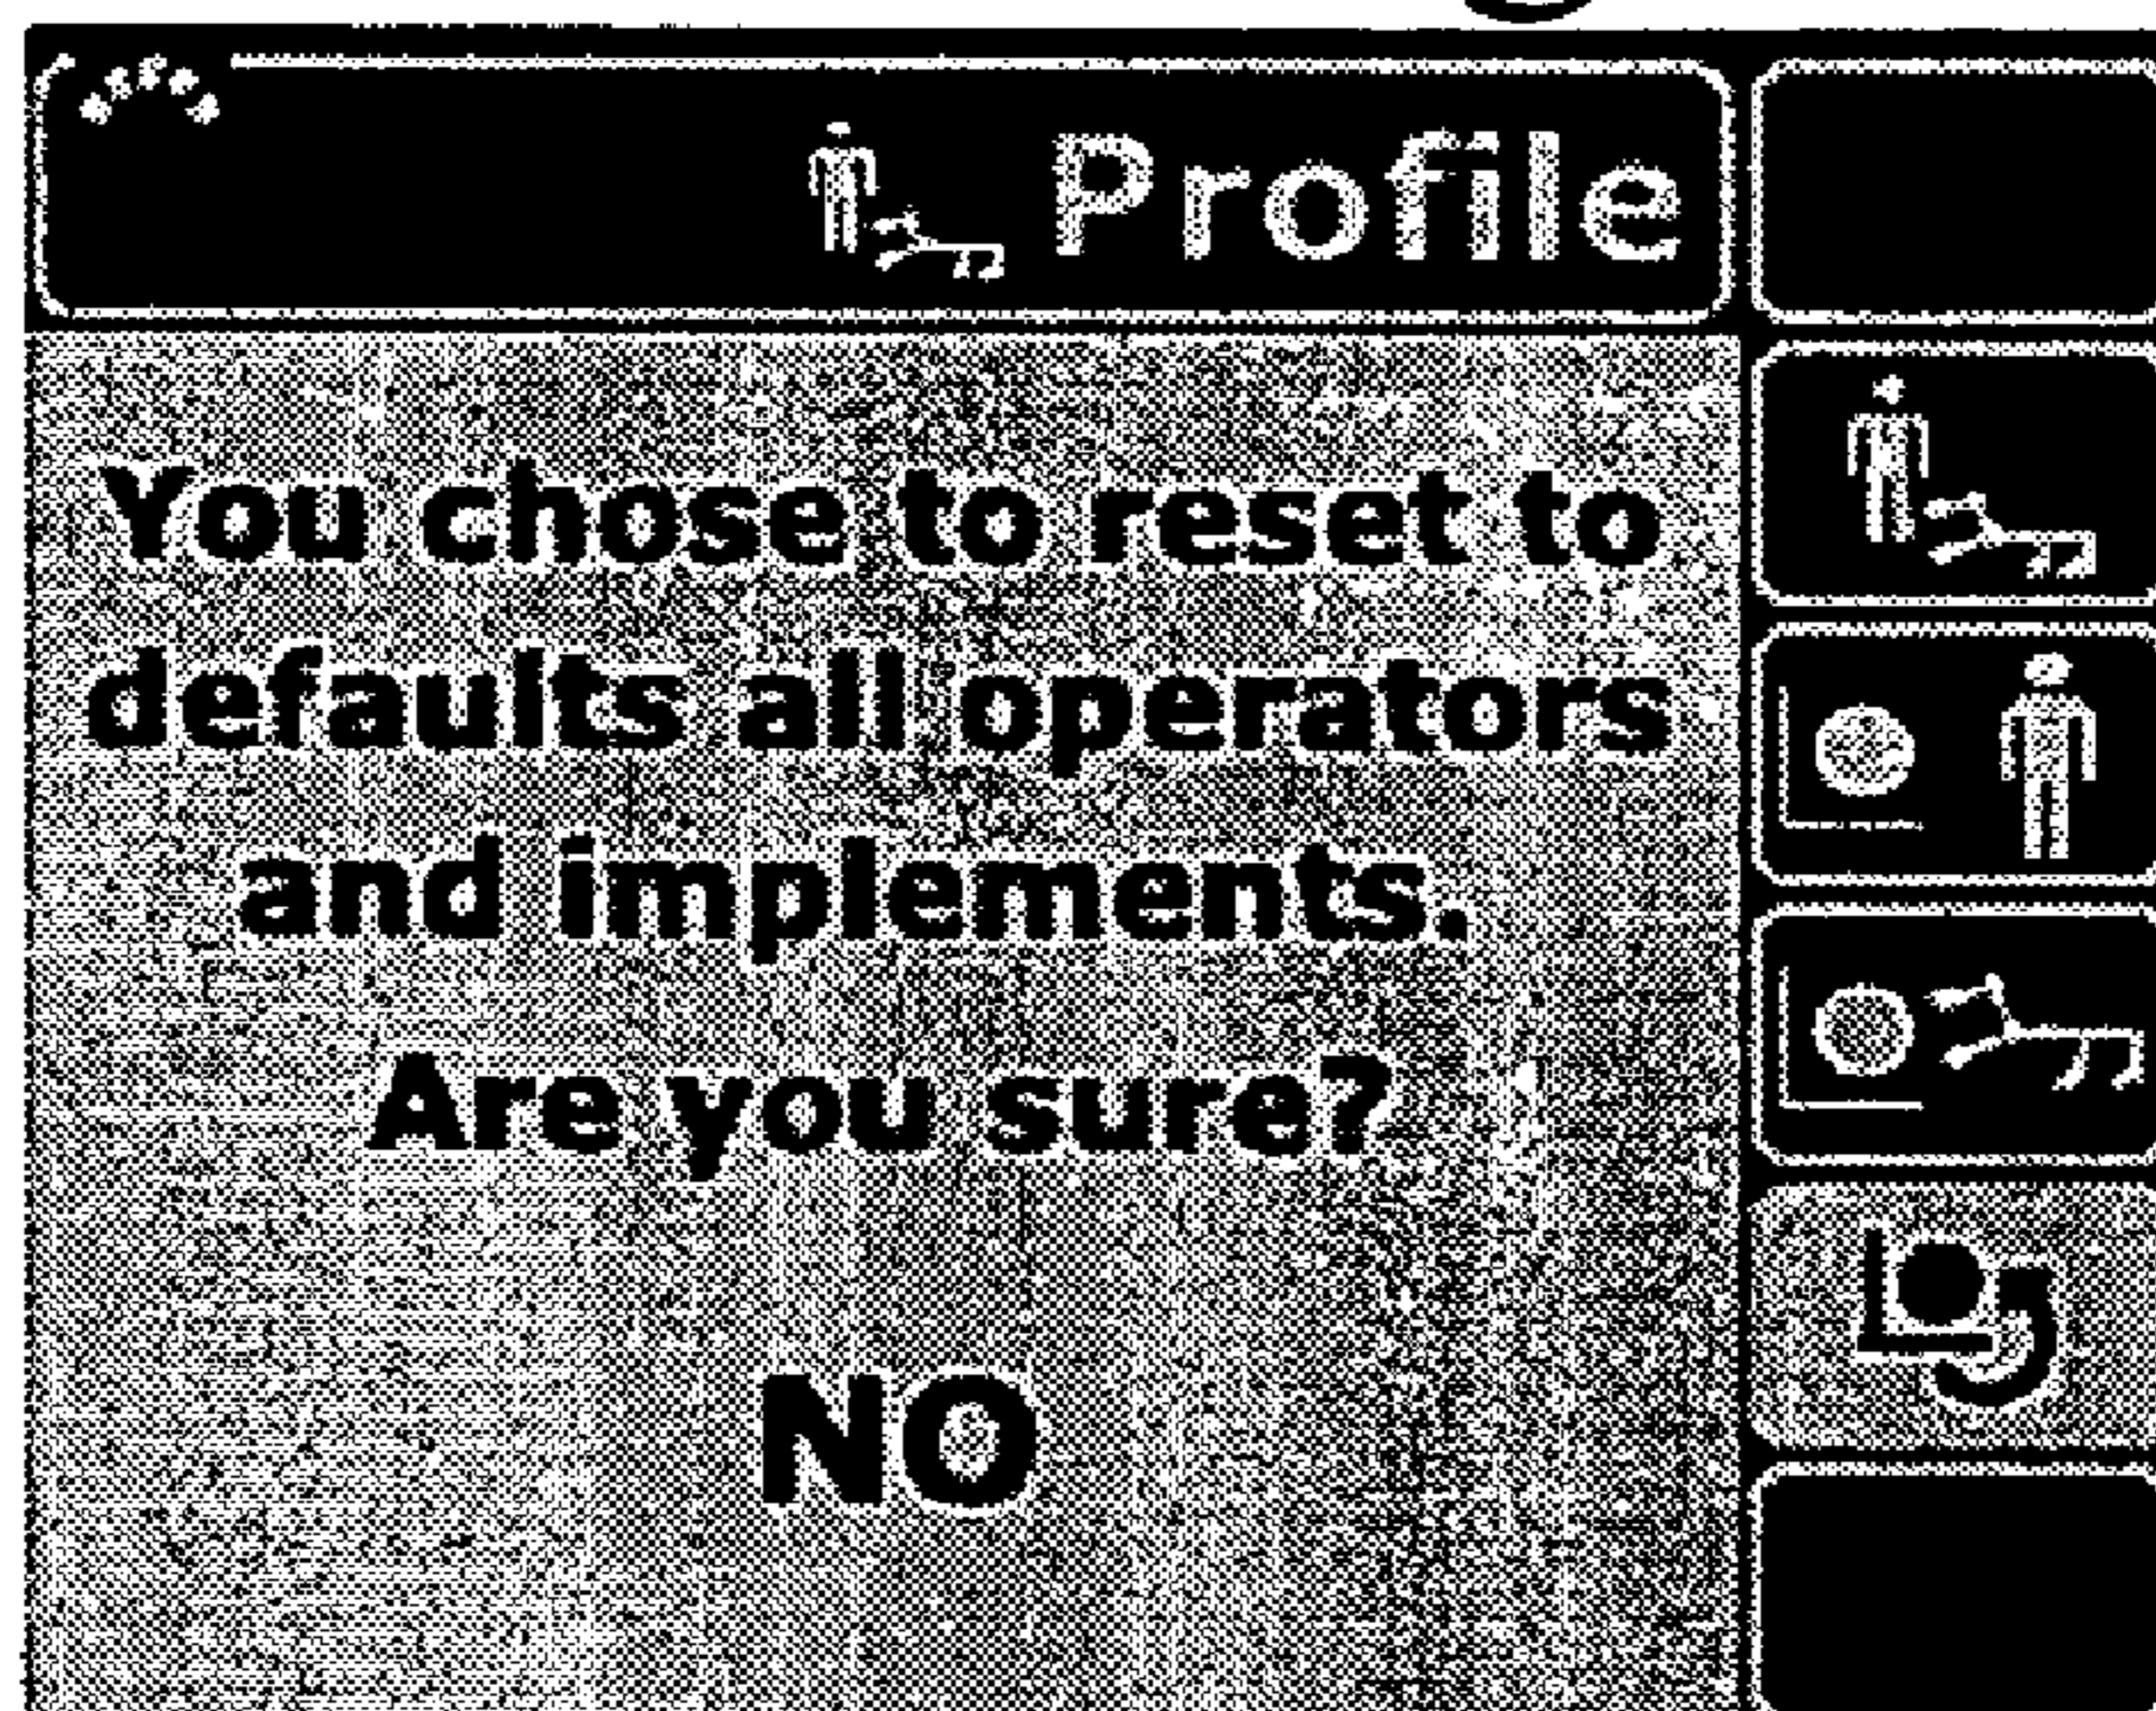 Profile
You chose to reset to
defaults all operators
and implements.
Are you sure?
NO